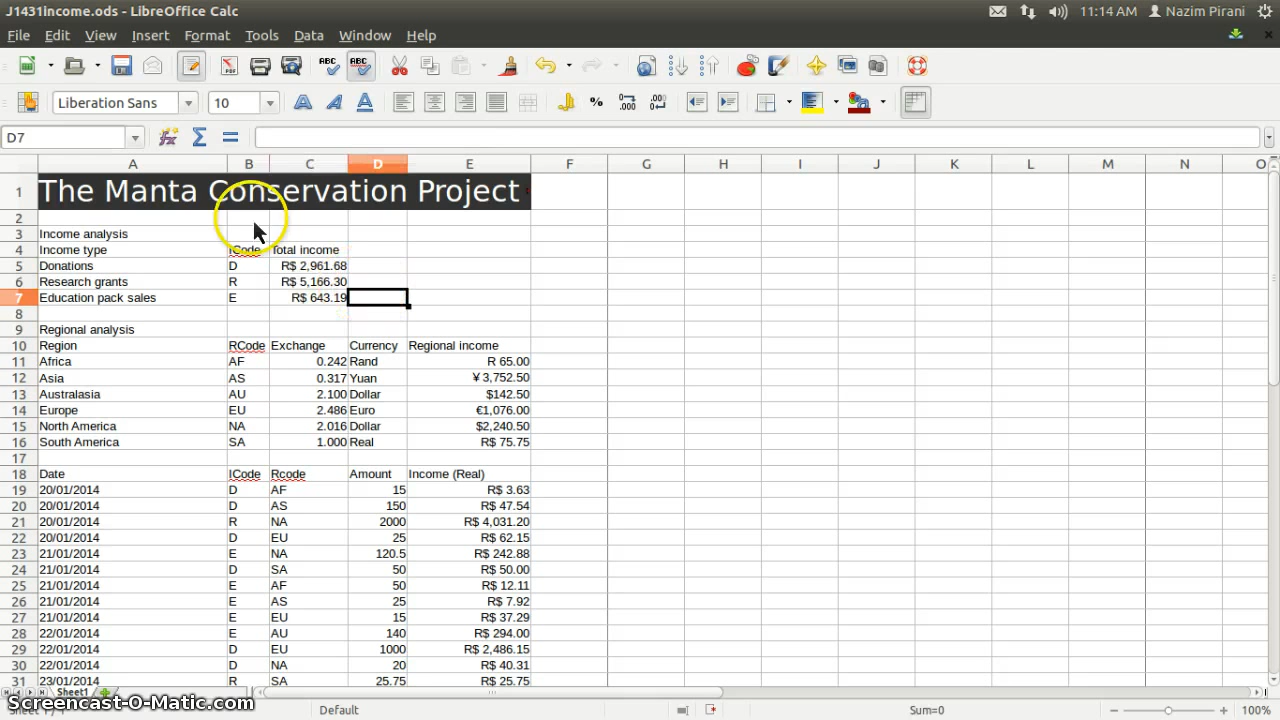 J1431income.ods - LibreOffice Calc 11:14 AM Nazim Pirani
File Edit View Insert Format Tools Data Window Help
Liberation Sans 10
D7
A B C D E F G H I J K L M N O
1 The Manta Conservation Project
2
3 Income analysis
4 Income type ICode Total income
5 Donations D R$ 2,961.68
6 Research grants R R$ 5,166.30
7 Education pack sales E R$ 643.19
8
9 Regional analysis
10 Region RCode Exchange Currency Regional income
11 Africa AF 0.242 Rand R 65.00
12 Asia AS 0.317 Yuan ¥ 3,752.50
13 Australasia AU 2.100 Dollar $142.50
14 Europe EU 2.486 Euro €1,076.00
15 North America NA 2.016 Dollar $2,240.50
16 South America SA 1.000 Real R$ 75.75
17
18 Date ICode Rcode Amount Income (Real)
19 20/01/2014 D AF 15 R$ 3.63
20 20/01/2014 D AS 150 R$ 47.54
21 20/01/2014 R NA 2000 R$ 4,031.20
22 20/01/2014 D EU 25 R$ 62.15
23 21/01/2014 E NA 120.5 R$ 242.88
24 21/01/2014 D SA 50 R$ 50.00
25 21/01/2014 E AF 50 R$ 12.11
26 21/01/2014 E AS 25 R$ 7.92
27 21/01/2014 E EU 15 R$ 37.29
28 22/01/2014 E AU 140 R$ 294.00
29 22/01/2014 D EU 1000 R$ 2,486.15
30 22/01/2014 D NA 20 R$ 40.31
31 23/01/2014 R SA 25.75 R$ 25.75
Sheet1
Screencast-O-Matic.com
Default Sum=0 100%